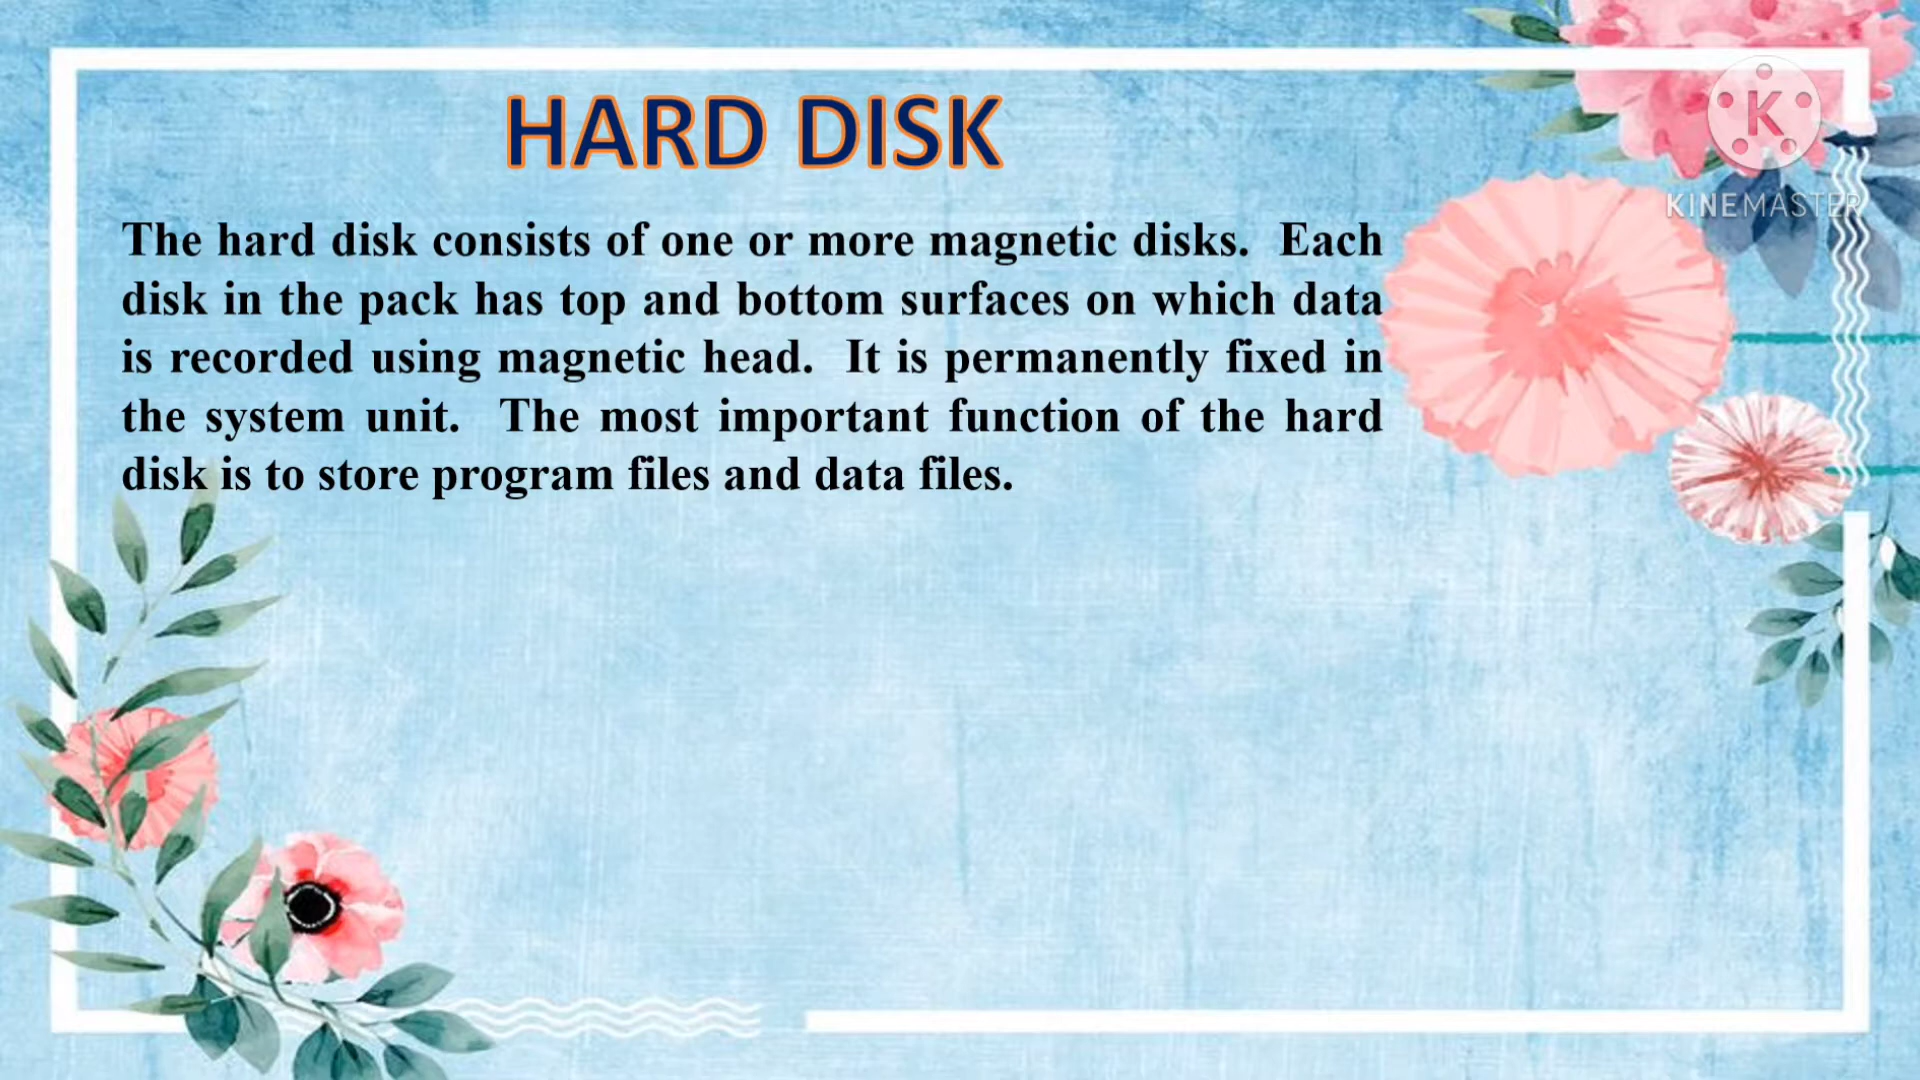 HARD DISK
K
KINEMASTER
The hard disk consists of one or more magnetic disks.  Each
disk in the pack has top and bottom surfaces on which data
is recorded using magnetic head.  It is permanently fixed in
the system unit.  The most important function of the hard
disk is to store program files and data files.